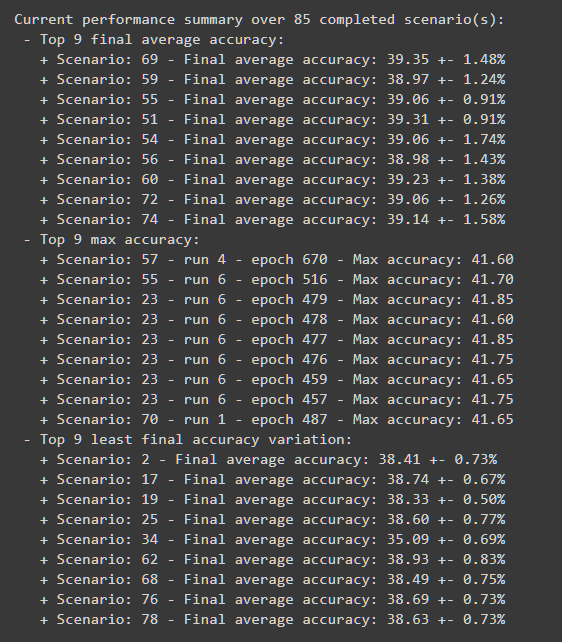 Current performance summary over 85 completed scenario(s):
- Top 9 final average accuracy:
+ Scenario: 69 - Final average accuracy: 39.35 +- 1.48%
+ Scenario: 59 - Final average accuracy: 38.97 +- 1.24%
+ Scenario: 55 - Final average accuracy: 39.06 +- 0.91%
+ Scenario: 51 - Final average accuracy: 39.31 +- 0.91%
+ Scenario: 54 - Final average accuracy: 39.06 +- 1.74%
+ Scenario: 56 - Final average accuracy: 38.98 +- 1.43%
+ Scenario: 60 - Final average accuracy: 39.23 +- 1.38%
+ Scenario: 72 - Final average accuracy: 39.06 +- 1.26%
+ Scenario: 74 - Final average accuracy: 39.14 +- 1.58%
- Top 9 max accuracy:
+ Scenario: 57 - run 4 - epoch 670 - Max accuracy: 41.60
+ Scenario: 55 - run 6 - epoch 516 - Max accuracy: 41.70
+ Scenario: 23 - run 6 - epoch 479 - Max accuracy: 41.85
+ Scenario: 23 - run 6 - epoch 478 - Max accuracy: 41.60
+ Scenario: 23 - run 6 - epoch 477 - Max accuracy: 41.85
+ Scenario: 23 - run 6 - epoch 476 - Max accuracy: 41.75
+ Scenario: 23 - run 6 - epoch 459 - Max accuracy: 41.65
+ Scenario: 23 - run 6 - epoch 457 - Max accuracy: 41.75
+ Scenario: 70 - run 1 - epoch 487 - Max accuracy: 41.65
- Top 9 least final accuracy variation:
+ Scenario: 2 - Final average accuracy: 38.41 +- 0.73%
+ Scenario: 17 - Final average accuracy: 38.74 +- 0.67%
+ Scenario: 19 - Final average accuracy: 38.33 +- 0.50%
+ Scenario: 25 - Final average accuracy: 38.60 +- 0.77%
+ Scenario: 34 - Final average accuracy: 35.09 +- 0.69%
+ Scenario: 62 - Final average accuracy: 38.93 +- 0.83%
+ Scenario: 68 - Final average accuracy: 38.49 +- 0.75%
+ Scenario: 76 - Final average accuracy: 38.69 +- 0.73%
+ Scenario: 78 - Final average accuracy: 38.63 +- 0.73%